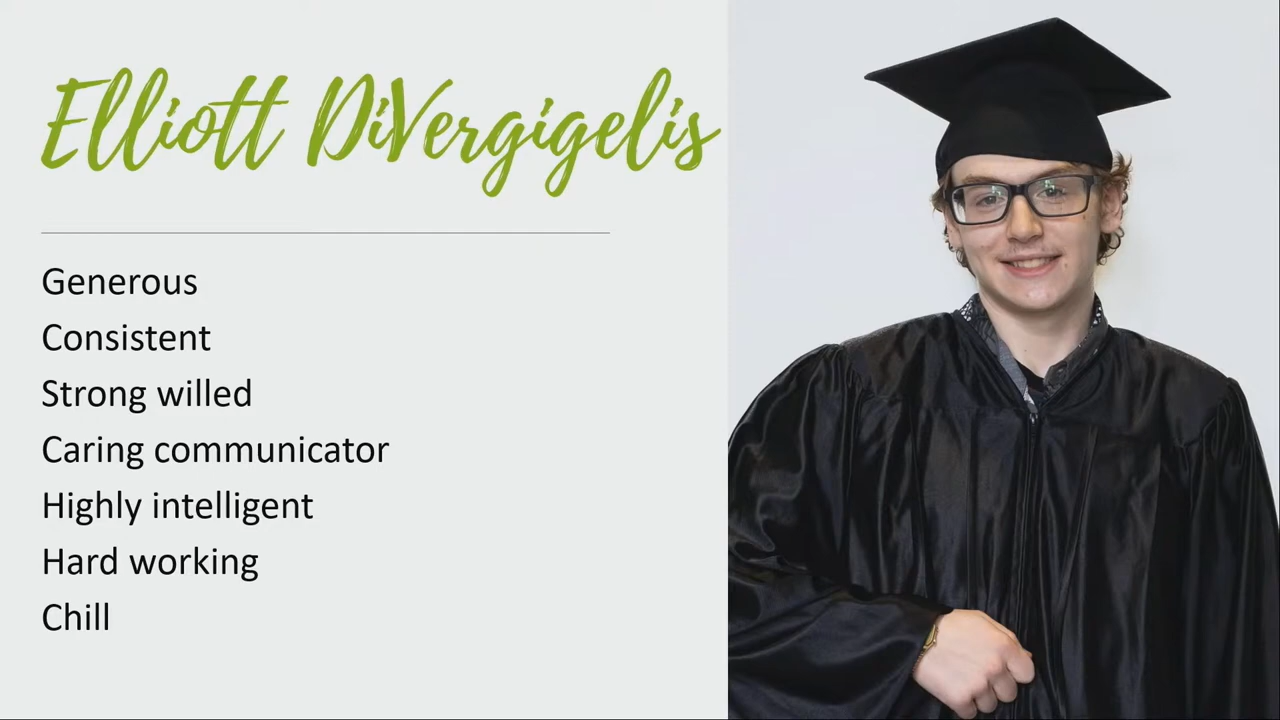 Elliott DiVergigelis
Generous
Consistent
Strong willed
Caring communicator
Highly intelligent
Hard working
Chill